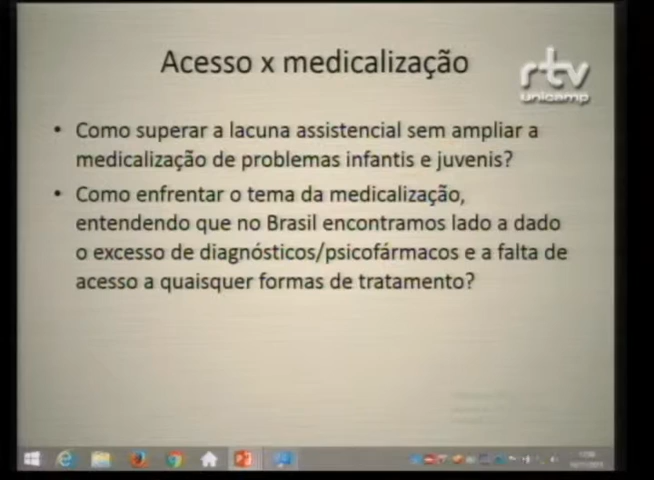 Acesso x medicalização
rtv
unicamp
• Como superar a lacuna assistencial sem ampliar a
medicalização de problemas infantis e juvenis?
• Como enfrentar o tema da medicalização,
entendendo que no Brasil encontramos lado a dado
o excesso de diagnósticos/psicofármacos e a falta de
acesso a quaisquer formas de tratamento?